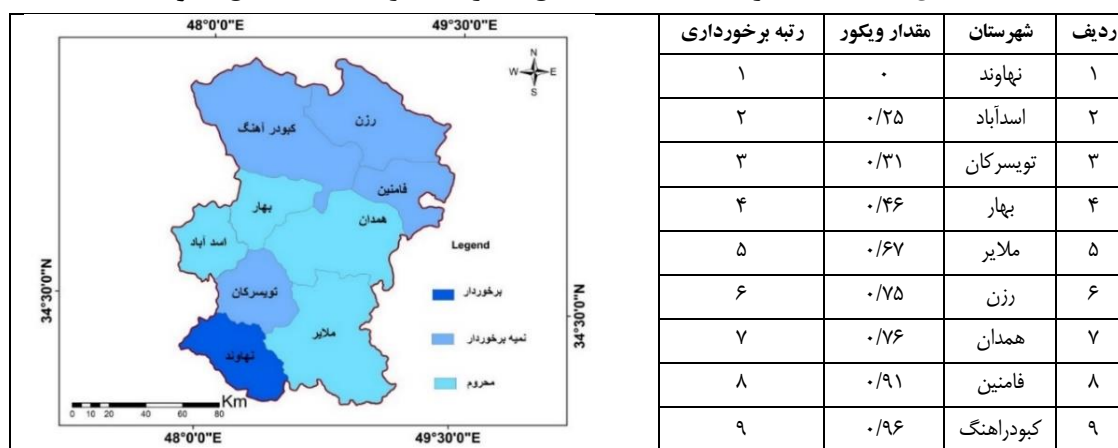 48°0'0"E
49°30'0"E
N
W E
S
کبودر آهنگ
رزن
فامنین
بهار
همدان
اسد آباد
تویسرکان
ملایر
نهاوند
Legend
برخوردار
نمیه برخوردار
محروم
34°30'0"N
34°30'0"N
Km
0 10 20 40 60 80
48°0'0"E
49°30'0"E
ردیف شهرستان مقدار ویکور رتبه برخورداری
۱ نهاوند ۰ ۱
۲ اسدآباد ۰/۲۵ ۲
۳ تویسرکان ۰/۳۱ ۳
۴ بهار ۰/۴۶ ۴
۵ ملایر ۰/۶۷ ۵
۶ رزن ۰/۷۵ ۶
۷ همدان ۰/۷۶ ۷
۸ فامنین ۰/۹۱ ۸
۹ کبودراهنگ ۰/۹۶ ۹